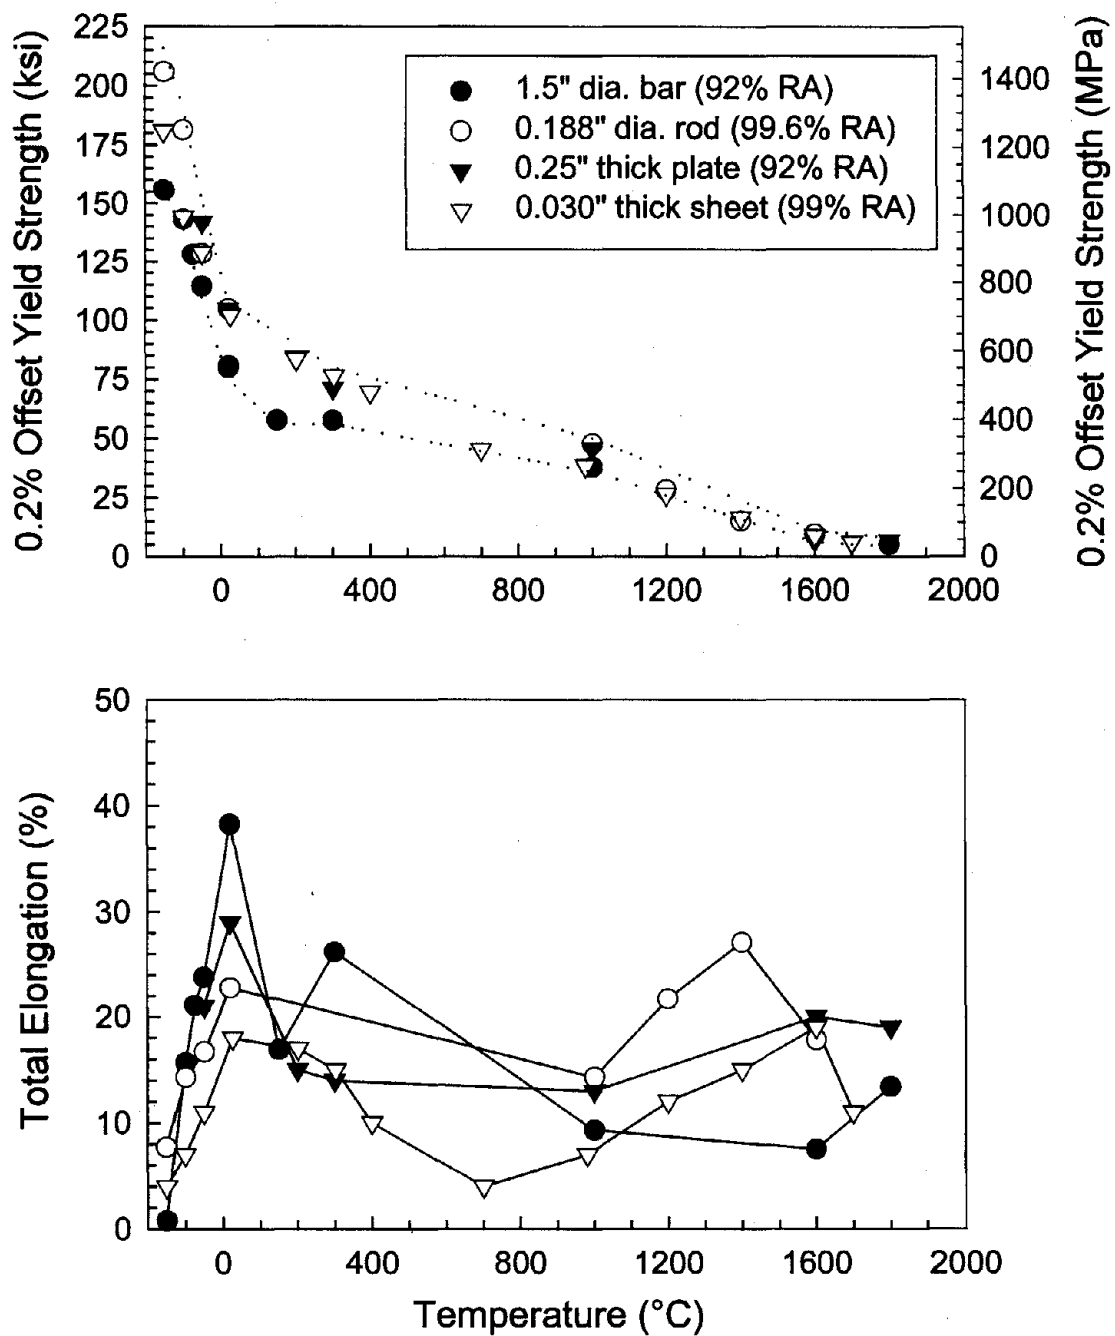 225
200
175
150
125
100
75
50
25
0
0.2% Offset Yield Strength (ksi)
1.5" dia. bar (92% RA)
0.188" dia. rod (99.6% RA)
0.25" thick plate (92% RA)
0.030" thick sheet (99% RA)
1400
1200
1000
800
600
400
200
0
0.2% Offset Yield Strength (MPa)
0 400 800 1200 1600 2000
50
40
30
20
10
0
Total Elongation (%)
0 400 800 1200 1600 2000
Temperature (°C)